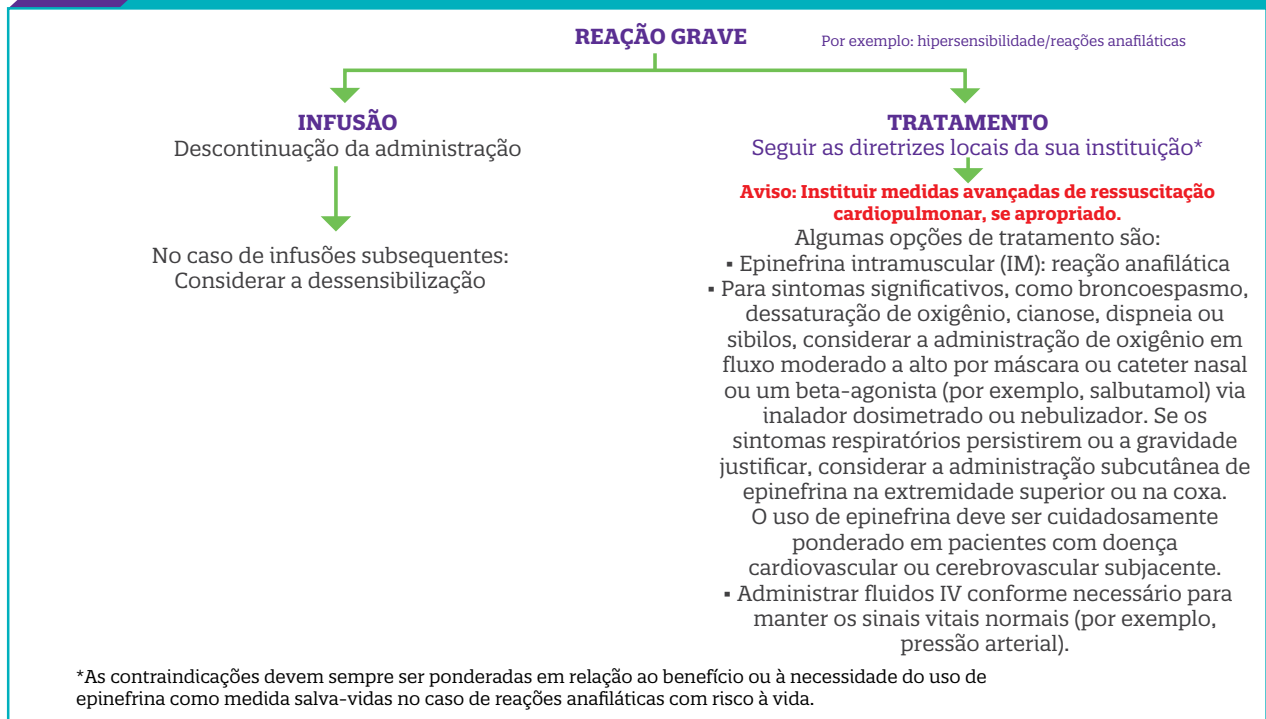 REAÇÃO GRAVE
Por exemplo: hipersensibilidade/reações anafiláticas
INFUSÃO
Descontinuação da administração
No caso de infusões subsequentes:
Considerar a dessensibilização
TRATAMENTO
Seguir as diretrizes locais da sua instituição*
Aviso: Instituir medidas avançadas de ressuscitação
cardiopulmonar, se apropriado.
Algumas opções de tratamento são:
▪ Epinefrina intramuscular (IM): reação anafilática
▪ Para sintomas significativos, como broncoespasmo,
dessaturação de oxigênio, cianose, dispneia ou
sibilos, considerar a administração de oxigênio em
fluxo moderado a alto por máscara ou cateter nasal
ou um beta-agonista (por exemplo, salbutamol) via
inalador dosimetrado ou nebulizador. Se os
sintomas respiratórios persistirem ou a gravidade
justificar, considerar a administração subcutânea de
epinefrina na extremidade superior ou na coxa.
O uso de epinefrina deve ser cuidadosamente
ponderado em pacientes com doença
cardiovascular ou cerebrovascular subjacente.
▪ Administrar fluidos IV conforme necessário para
manter os sinais vitais normais (por exemplo,
pressão arterial).
*As contraindicações devem sempre ser ponderadas em relação ao benefício ou à necessidade do uso de
epinefrina como medida salva-vidas no caso de reações anafiláticas com risco à vida.